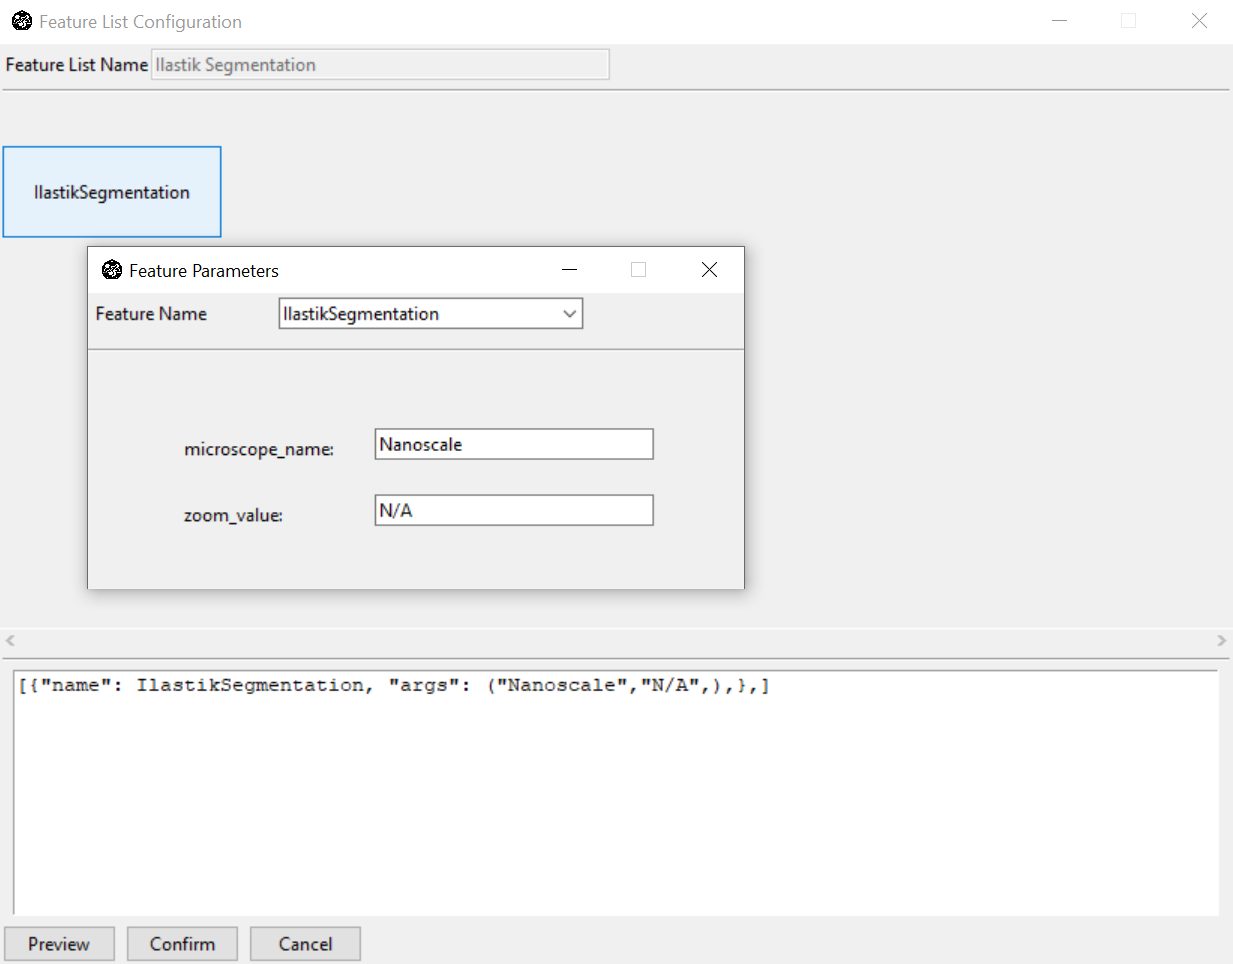 Feature List Configuration
Feature List Name Ilastik Segmentation
IlastikSegmentation
Feature Parameters
Feature Name IlastikSegmentation
microscope_name: Nanoscale
zoom_value: N/A
[{"name": IlastikSegmentation, "args": ("Nanoscale","N/A",),},]
Preview Confirm Cancel